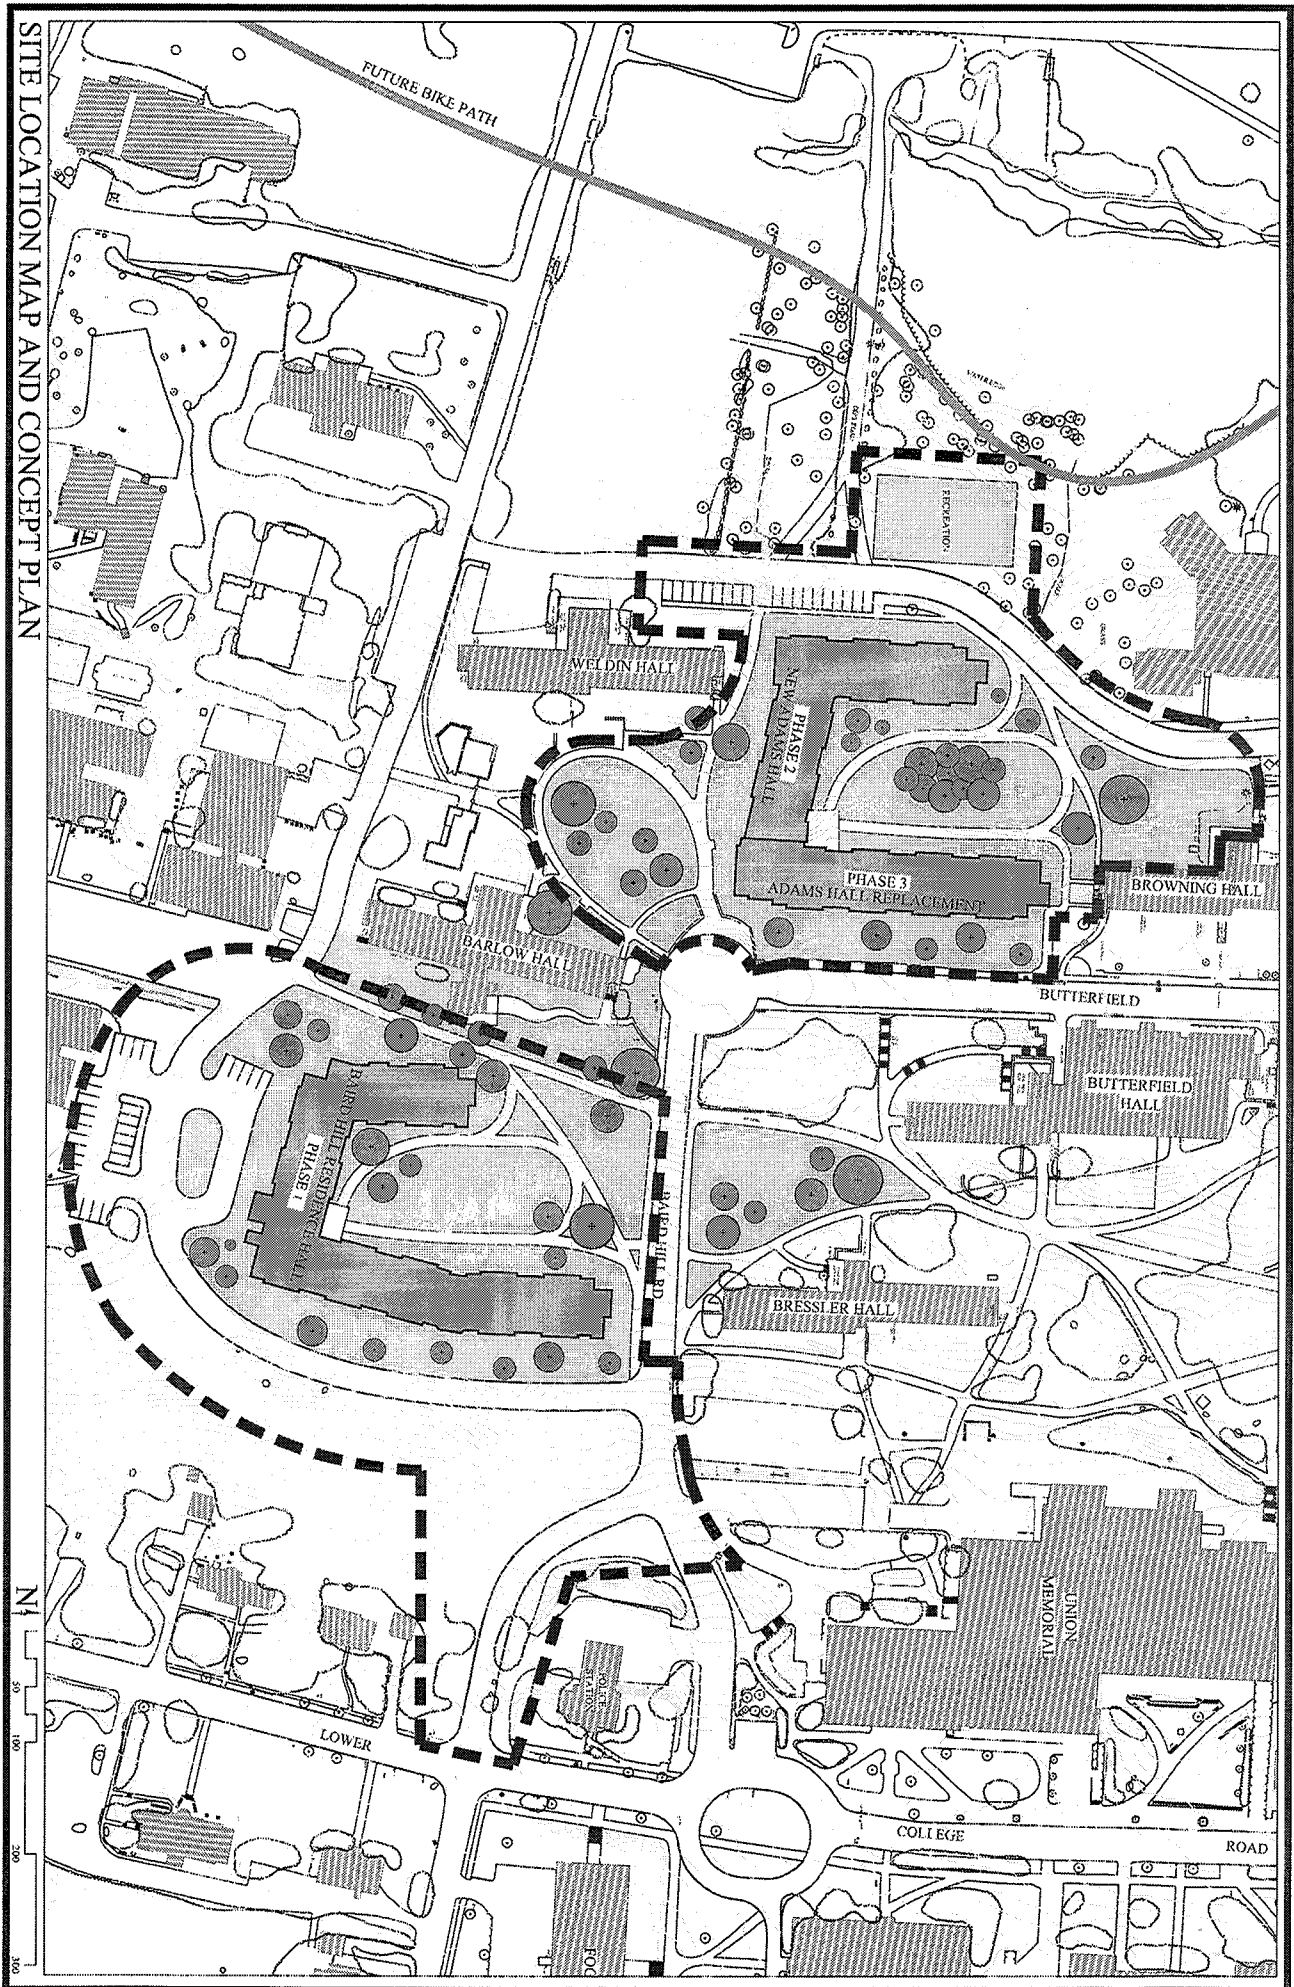 SITE LOCATION MAP AND CONCEPT PLAN
FUTURE BIKE PATH
RECREATION
WELDIN HALL
PHASE 2
NEW ADAMS HALL
PHASE 3
ADAMS HALL REPLACEMENT
BROWNING HALL
BARLOW HALL
BUTTERFIELD
BUTTERFIELD
HALL
BAIRD HILL RESIDENCE HALL
PHASE 1
BAIRD HILL RD
BRESSLER HALL
UNION
MEMORIAL
POLICE
STATION
LOWER
COLLEGE
ROAD
N
50
100
200
300